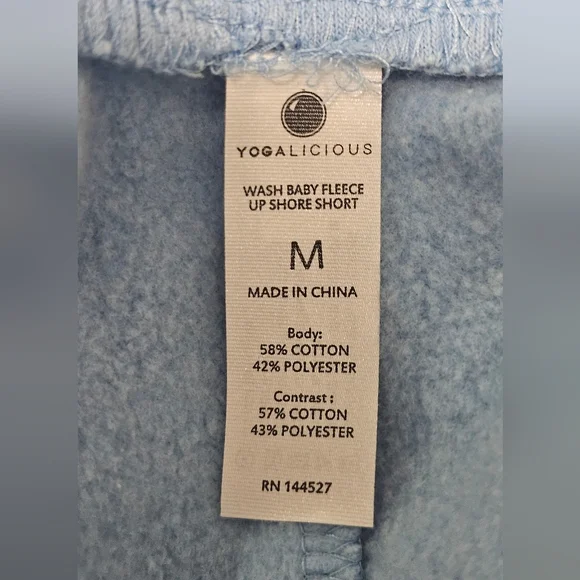 YOGALICIOUS
WASH BABY FLEECE
UP SHORE SHORT
M
MADE IN CHINA
Body:
58% COTTON
42% POLYESTER
Contrast :
57% COTTON
43% POLYESTER
RN 144527